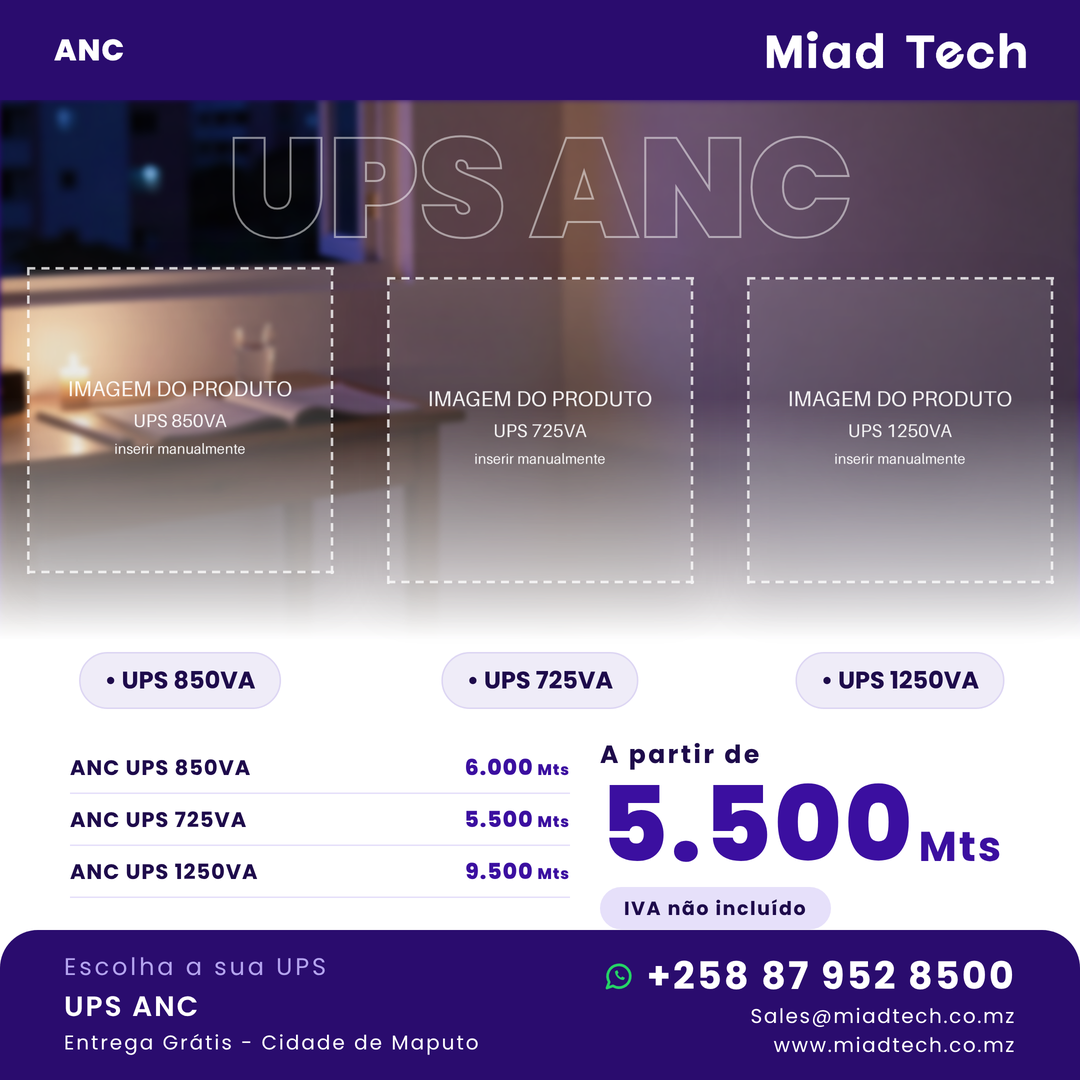 ANC
Miad Tech
UPS ANC
IMAGEM DO PRODUTO
UPS 850VA
inserir manualmente
IMAGEM DO PRODUTO
UPS 725VA
inserir manualmente
IMAGEM DO PRODUTO
UPS 1250VA
inserir manualmente
• UPS 850VA
• UPS 725VA
• UPS 1250VA
ANC UPS 850VA 6.000 Mts
ANC UPS 725VA 5.500 Mts
ANC UPS 1250VA 9.500 Mts
A partir de
5.500 Mts
IVA não incluído
Escolha a sua UPS
UPS ANC
Entrega Grátis - Cidade de Maputo
+258 87 952 8500
Sales@miadtech.co.mz
www.miadtech.co.mz